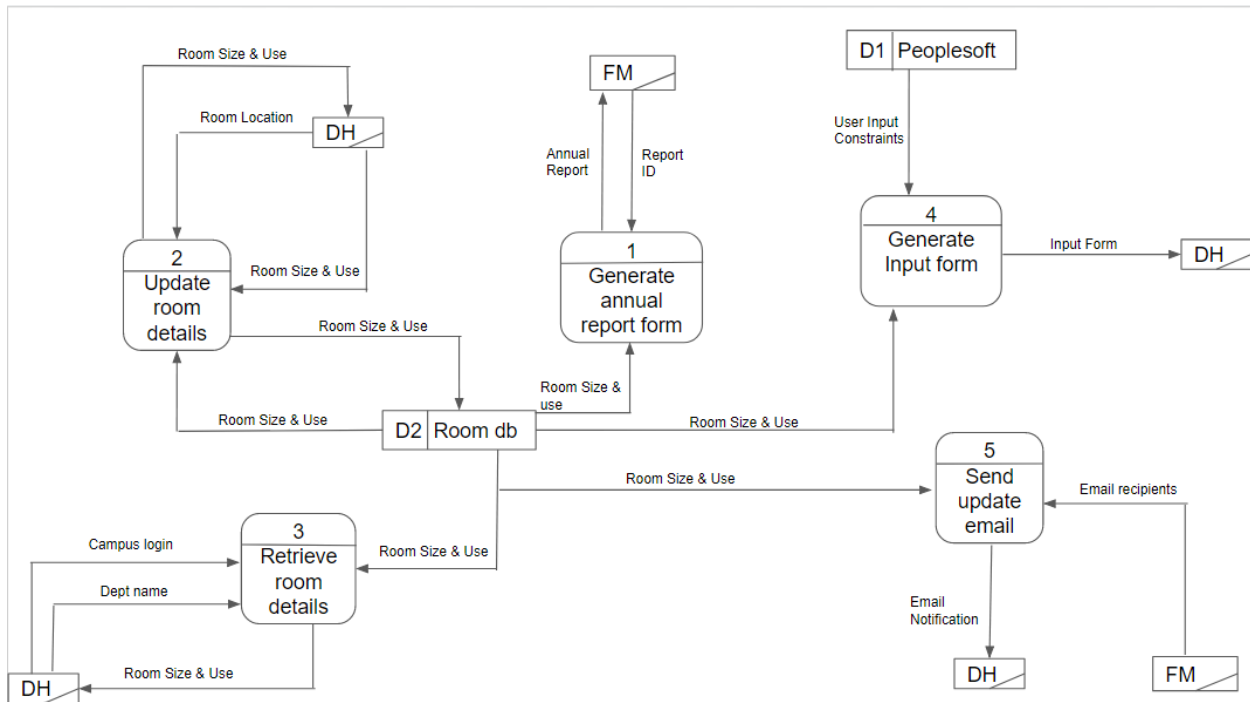 Room Size & Use
Room Location
DH
Room Size & Use
2
Update
room
details
Room Size & Use
Room Size & Use
FM
Annual
Report
Report
ID
1
Generate
annual
report form
Room Size &
use
D1 Peoplesoft
User Input
Constraints
4
Generate
Input form
Input Form
DH
D2 Room db
Room Size & Use
Room Size & Use
5
Send
update
email
Email recipients
Email
Notification
DH
FM
3
Retrieve
room
details
Room Size & Use
Campus login
Dept name
Room Size & Use
DH